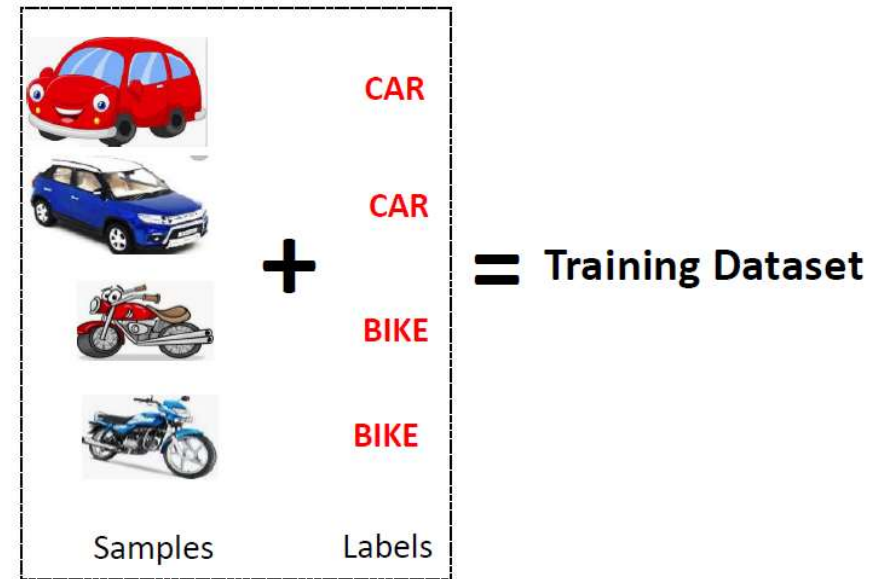 CAR
CAR
+
= Training Dataset
BIKE
BIKE
Samples Labels